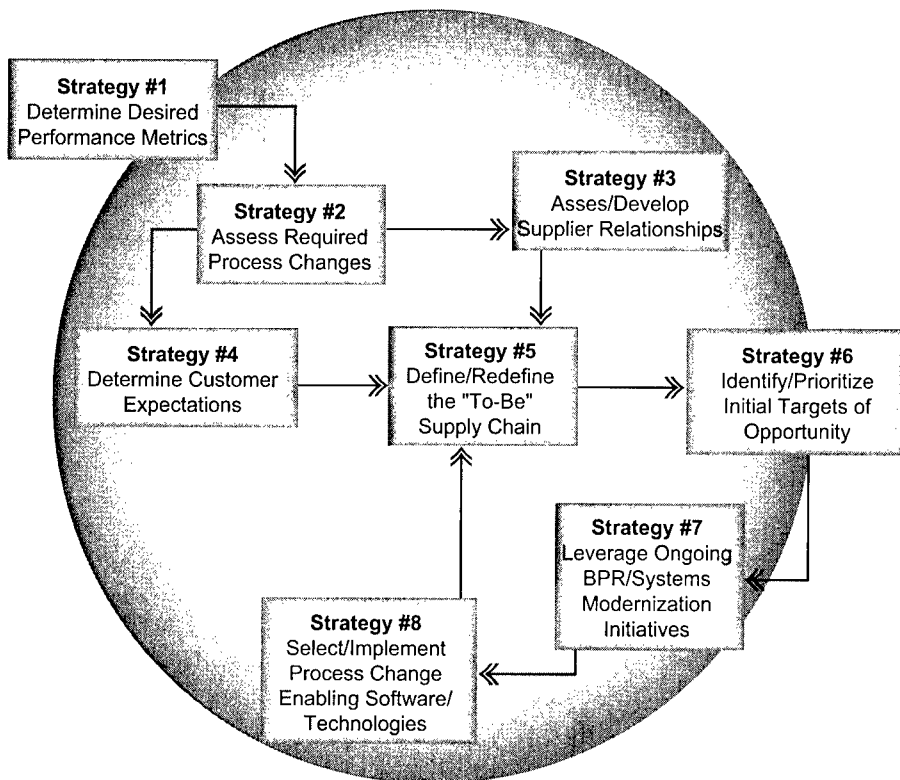 Strategy #1
Determine Desired
Performance Metrics
Strategy #2
Assess Required
Process Changes
Strategy #3
Asses/Develop
Supplier Relationships
Strategy #4
Determine Customer
Expectations
Strategy #5
Define/Redefine
the "To-Be"
Supply Chain
Strategy #6
Identify/Prioritize
Initial Targets of
Opportunity
Strategy #7
Leverage Ongoing
BPR/Systems
Modernization
Initiatives
Strategy #8
Select/Implement
Process Change
Enabling Software/
Technologies